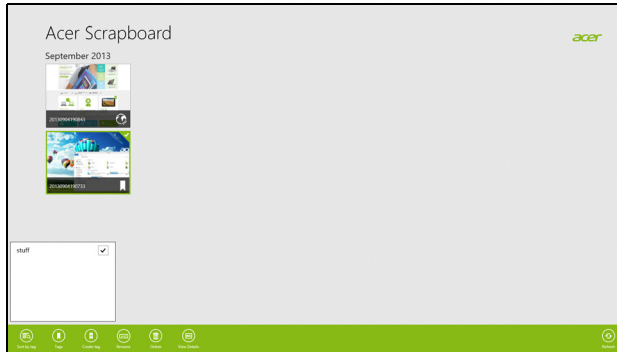 Acer Scrapboard
acer
September 2013
20130904190843
20130904190733
stuff
Sort by tag
Tags
Create tag
Rename
Delete
View Details
Refresh